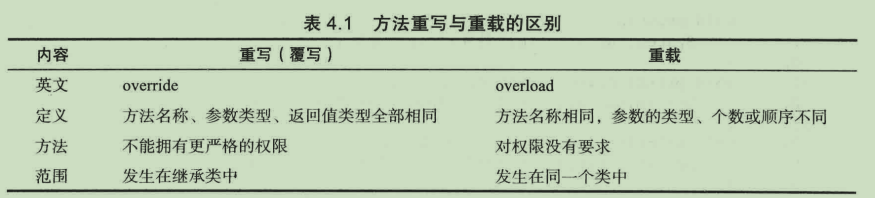 表 4.1 方法重写与重载的区别
内容 重写（覆写） 重载
英文 override overload
定义 方法名称、参数类型、返回值类型全部相同 方法名称相同，参数的类型、个数或顺序不同
方法 不能拥有更严格的权限 对权限没有要求
范围 发生在继承类中 发生在同一个类中